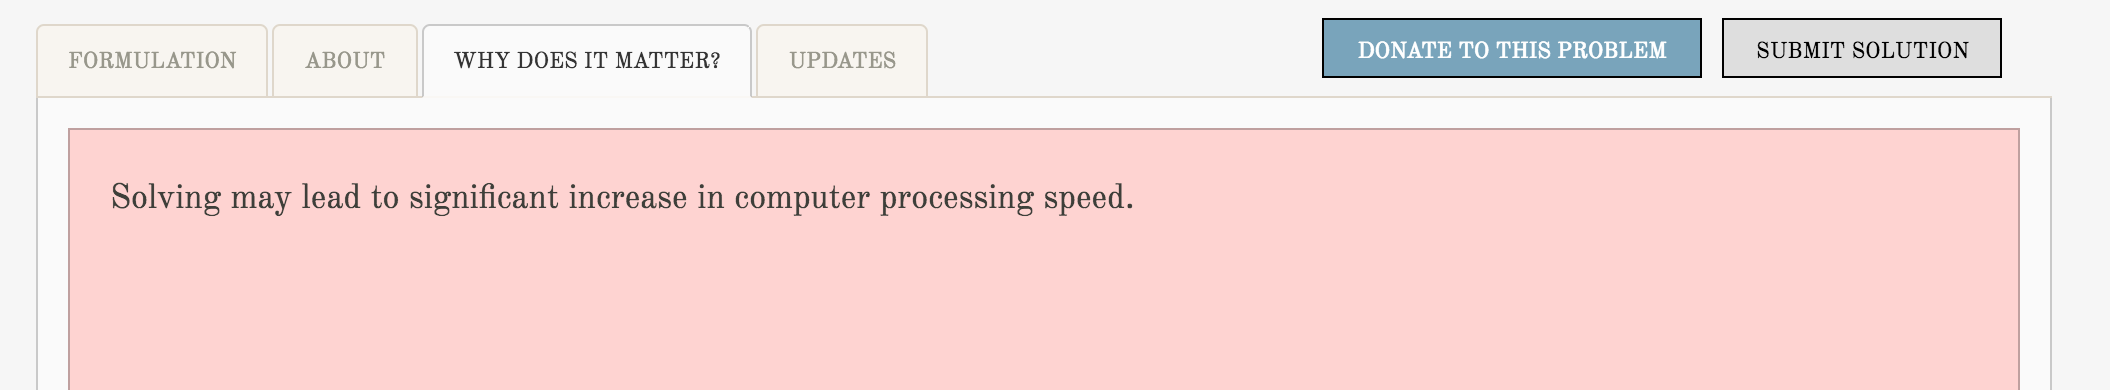 FORMULATION
ABOUT
WHY DOES IT MATTER?
UPDATES
DONATE TO THIS PROBLEM
SUBMIT SOLUTION
Solving may lead to significant increase in computer processing speed.